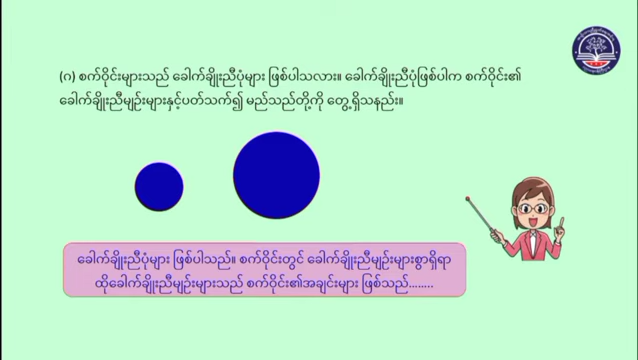 (ဂ) စက်ဝိုင်းများသည် ခေါက်ချိုးညီပုံများ ဖြစ်ပါသလား။ ခေါက်ချိုးညီပုံဖြစ်ပါက စက်ဝိုင်း၏
ခေါက်ချိုးညီမျဉ်းများနှင့်ပတ်သက်၍ မည်သည်တို့ကို တွေ့ရှိသနည်း။
ခေါက်ချိုးညီပုံများ ဖြစ်ပါသည်။ စက်ဝိုင်းတွင် ခေါက်ချိုးညီမျဉ်းများစွာရှိရာ
ထိုခေါက်ချိုးညီမျဉ်းများသည် စက်ဝိုင်း၏အချင်းများ ဖြစ်သည်........